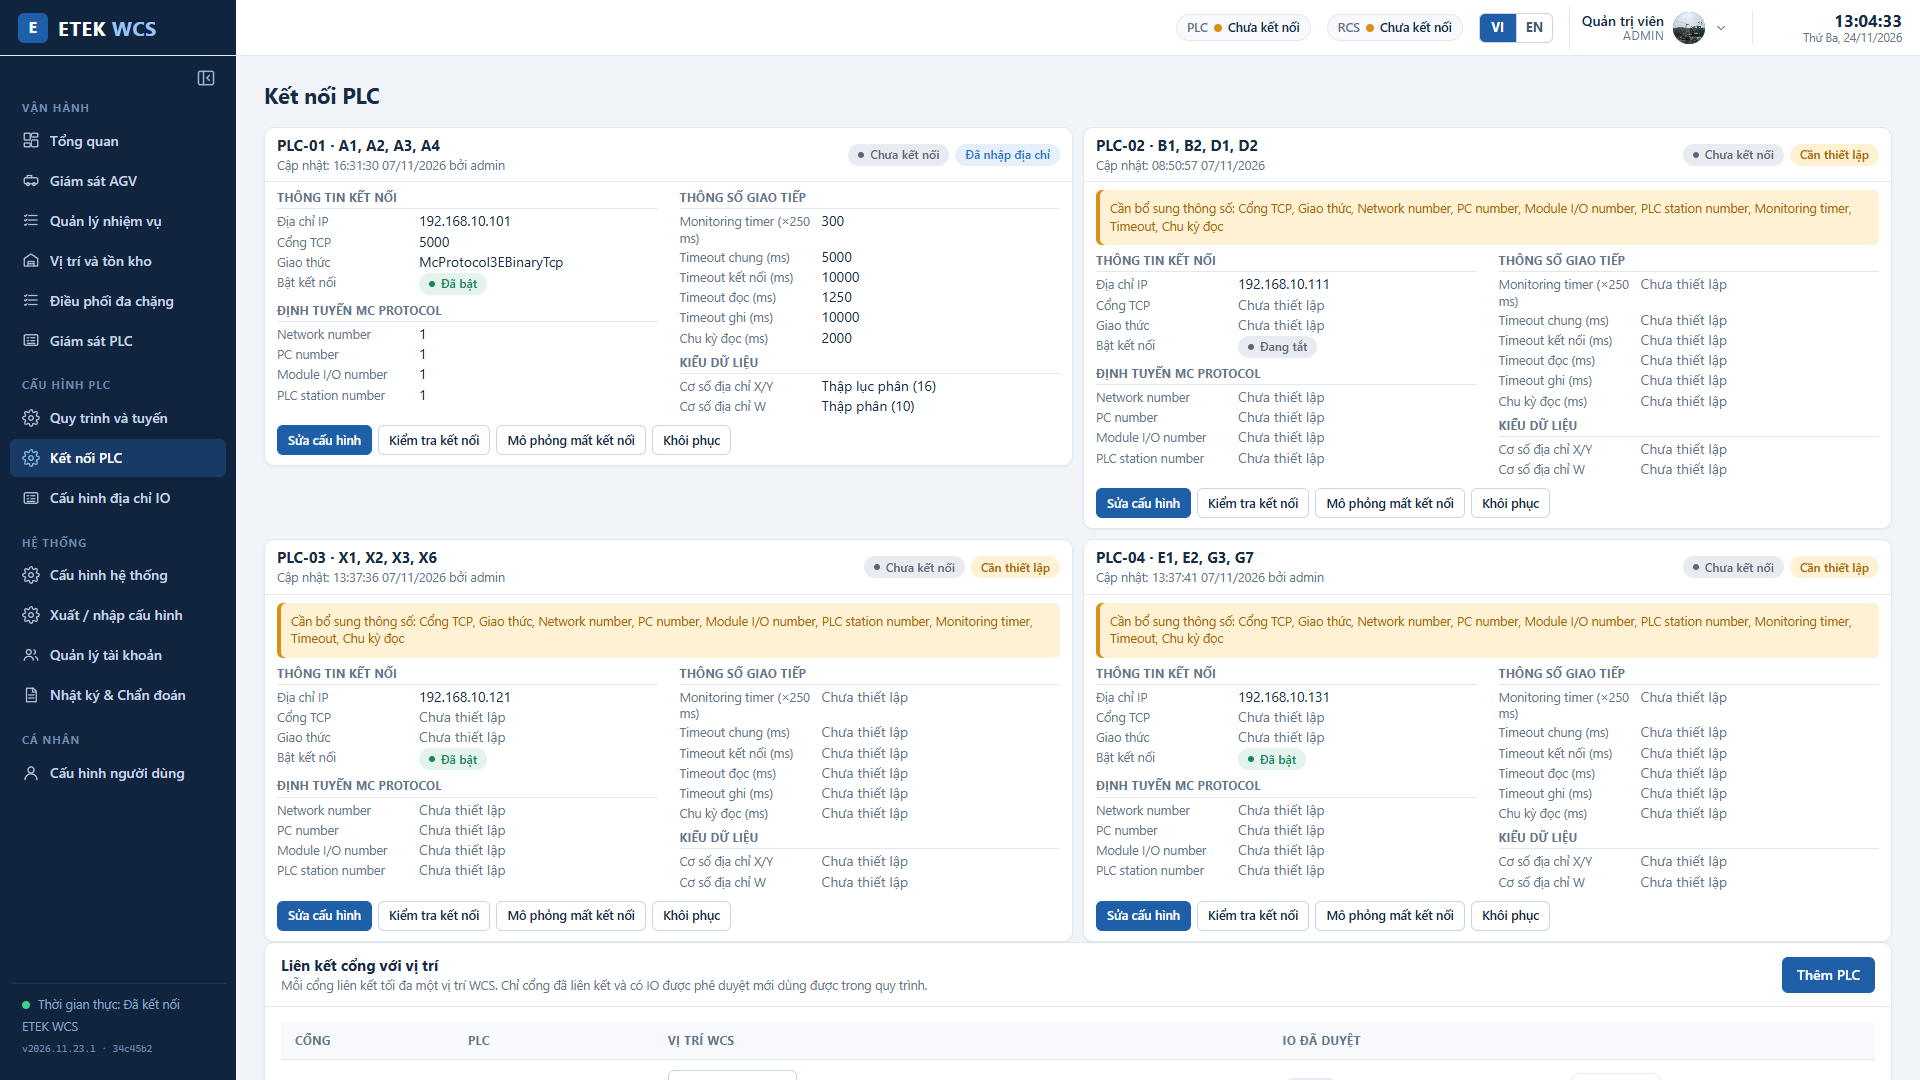 E ETEK WCS
PLC Chưa kết nối
RCS Chưa kết nối
VI EN
Quản trị viên
ADMIN
13:04:33
Thứ Ba, 24/11/2026
VẬN HÀNH
Tổng quan
Giám sát AGV
Quản lý nhiệm vụ
Vị trí và tồn kho
Điều phối đa chặng
Giám sát PLC
CẤU HÌNH PLC
Quy trình và tuyến
Kết nối PLC
Cấu hình địa chỉ IO
HỆ THỐNG
Cấu hình hệ thống
Xuất / nhập cấu hình
Quản lý tài khoản
Nhật ký & Chẩn đoán
CÁ NHÂN
Cấu hình người dùng
Thời gian thực: Đã kết nối
ETEK WCS
v2026.11.23.1 · 34c45b2
Kết nối PLC
PLC-01 · A1, A2, A3, A4
Cập nhật: 16:31:30 07/11/2026 bởi admin
Chưa kết nối
Đã nhập địa chỉ
THÔNG TIN KẾT NỐI
Địa chỉ IP 192.168.10.101
Cổng TCP 5000
Giao thức McProtocol3EBinaryTcp
Bật kết nối Đã bật
ĐỊNH TUYẾN MC PROTOCOL
Network number 1
PC number 1
Module I/O number 1
PLC station number 1
THÔNG SỐ GIAO TIẾP
Monitoring timer (×250 300
ms)
Timeout chung (ms) 5000
Timeout kết nối (ms) 10000
Timeout đọc (ms) 1250
Timeout ghi (ms) 10000
Chu kỳ đọc (ms) 2000
KIỂU DỮ LIỆU
Cơ số địa chỉ X/Y Thập lục phân (16)
Cơ số địa chỉ W Thập phân (10)
Sửa cấu hình Kiểm tra kết nối Mô phỏng mất kết nối Khôi phục
PLC-02 · B1, B2, D1, D2
Cập nhật: 08:50:57 07/11/2026
Chưa kết nối
Cần thiết lập
Cần bổ sung thông số: Cổng TCP, Giao thức, Network number, PC number, Module I/O number, PLC station number, Monitoring timer,
Timeout, Chu kỳ đọc
THÔNG TIN KẾT NỐI
Địa chỉ IP 192.168.10.111
Cổng TCP Chưa thiết lập
Giao thức Chưa thiết lập
Bật kết nối Đang tắt
ĐỊNH TUYẾN MC PROTOCOL
Network number Chưa thiết lập
PC number Chưa thiết lập
Module I/O number Chưa thiết lập
PLC station number Chưa thiết lập
THÔNG SỐ GIAO TIẾP
Monitoring timer (×250 Chưa thiết lập
ms)
Timeout chung (ms) Chưa thiết lập
Timeout kết nối (ms) Chưa thiết lập
Timeout đọc (ms) Chưa thiết lập
Timeout ghi (ms) Chưa thiết lập
Chu kỳ đọc (ms) Chưa thiết lập
KIỂU DỮ LIỆU
Cơ số địa chỉ X/Y Chưa thiết lập
Cơ số địa chỉ W Chưa thiết lập
Sửa cấu hình Kiểm tra kết nối Mô phỏng mất kết nối Khôi phục
PLC-03 · X1, X2, X3, X6
Cập nhật: 13:37:36 07/11/2026 bởi admin
Chưa kết nối
Cần thiết lập
Cần bổ sung thông số: Cổng TCP, Giao thức, Network number, PC number, Module I/O number, PLC station number, Monitoring timer,
Timeout, Chu kỳ đọc
THÔNG TIN KẾT NỐI
Địa chỉ IP 192.168.10.121
Cổng TCP Chưa thiết lập
Giao thức Chưa thiết lập
Bật kết nối Đã bật
ĐỊNH TUYẾN MC PROTOCOL
Network number Chưa thiết lập
PC number Chưa thiết lập
Module I/O number Chưa thiết lập
PLC station number Chưa thiết lập
THÔNG SỐ GIAO TIẾP
Monitoring timer (×250 Chưa thiết lập
ms)
Timeout chung (ms) Chưa thiết lập
Timeout kết nối (ms) Chưa thiết lập
Timeout đọc (ms) Chưa thiết lập
Timeout ghi (ms) Chưa thiết lập
Chu kỳ đọc (ms) Chưa thiết lập
KIỂU DỮ LIỆU
Cơ số địa chỉ X/Y Chưa thiết lập
Cơ số địa chỉ W Chưa thiết lập
Sửa cấu hình Kiểm tra kết nối Mô phỏng mất kết nối Khôi phục
PLC-04 · E1, E2, G3, G7
Cập nhật: 13:37:41 07/11/2026 bởi admin
Chưa kết nối
Cần thiết lập
Cần bổ sung thông số: Cổng TCP, Giao thức, Network number, PC number, Module I/O number, PLC station number, Monitoring timer,
Timeout, Chu kỳ đọc
THÔNG TIN KẾT NỐI
Địa chỉ IP 192.168.10.131
Cổng TCP Chưa thiết lập
Giao thức Chưa thiết lập
Bật kết nối Đã bật
ĐỊNH TUYẾN MC PROTOCOL
Network number Chưa thiết lập
PC number Chưa thiết lập
Module I/O number Chưa thiết lập
PLC station number Chưa thiết lập
THÔNG SỐ GIAO TIẾP
Monitoring timer (×250 Chưa thiết lập
ms)
Timeout chung (ms) Chưa thiết lập
Timeout kết nối (ms) Chưa thiết lập
Timeout đọc (ms) Chưa thiết lập
Timeout ghi (ms) Chưa thiết lập
Chu kỳ đọc (ms) Chưa thiết lập
KIỂU DỮ LIỆU
Cơ số địa chỉ X/Y Chưa thiết lập
Cơ số địa chỉ W Chưa thiết lập
Sửa cấu hình Kiểm tra kết nối Mô phỏng mất kết nối Khôi phục
Liên kết cổng với vị trí
Mỗi cổng liên kết tối đa một vị trí WCS. Chỉ cổng đã liên kết và có IO được phê duyệt mới dùng được trong quy trình.
Thêm PLC
CỔNG PLC VỊ TRÍ WCS IO ĐÃ DUYỆT